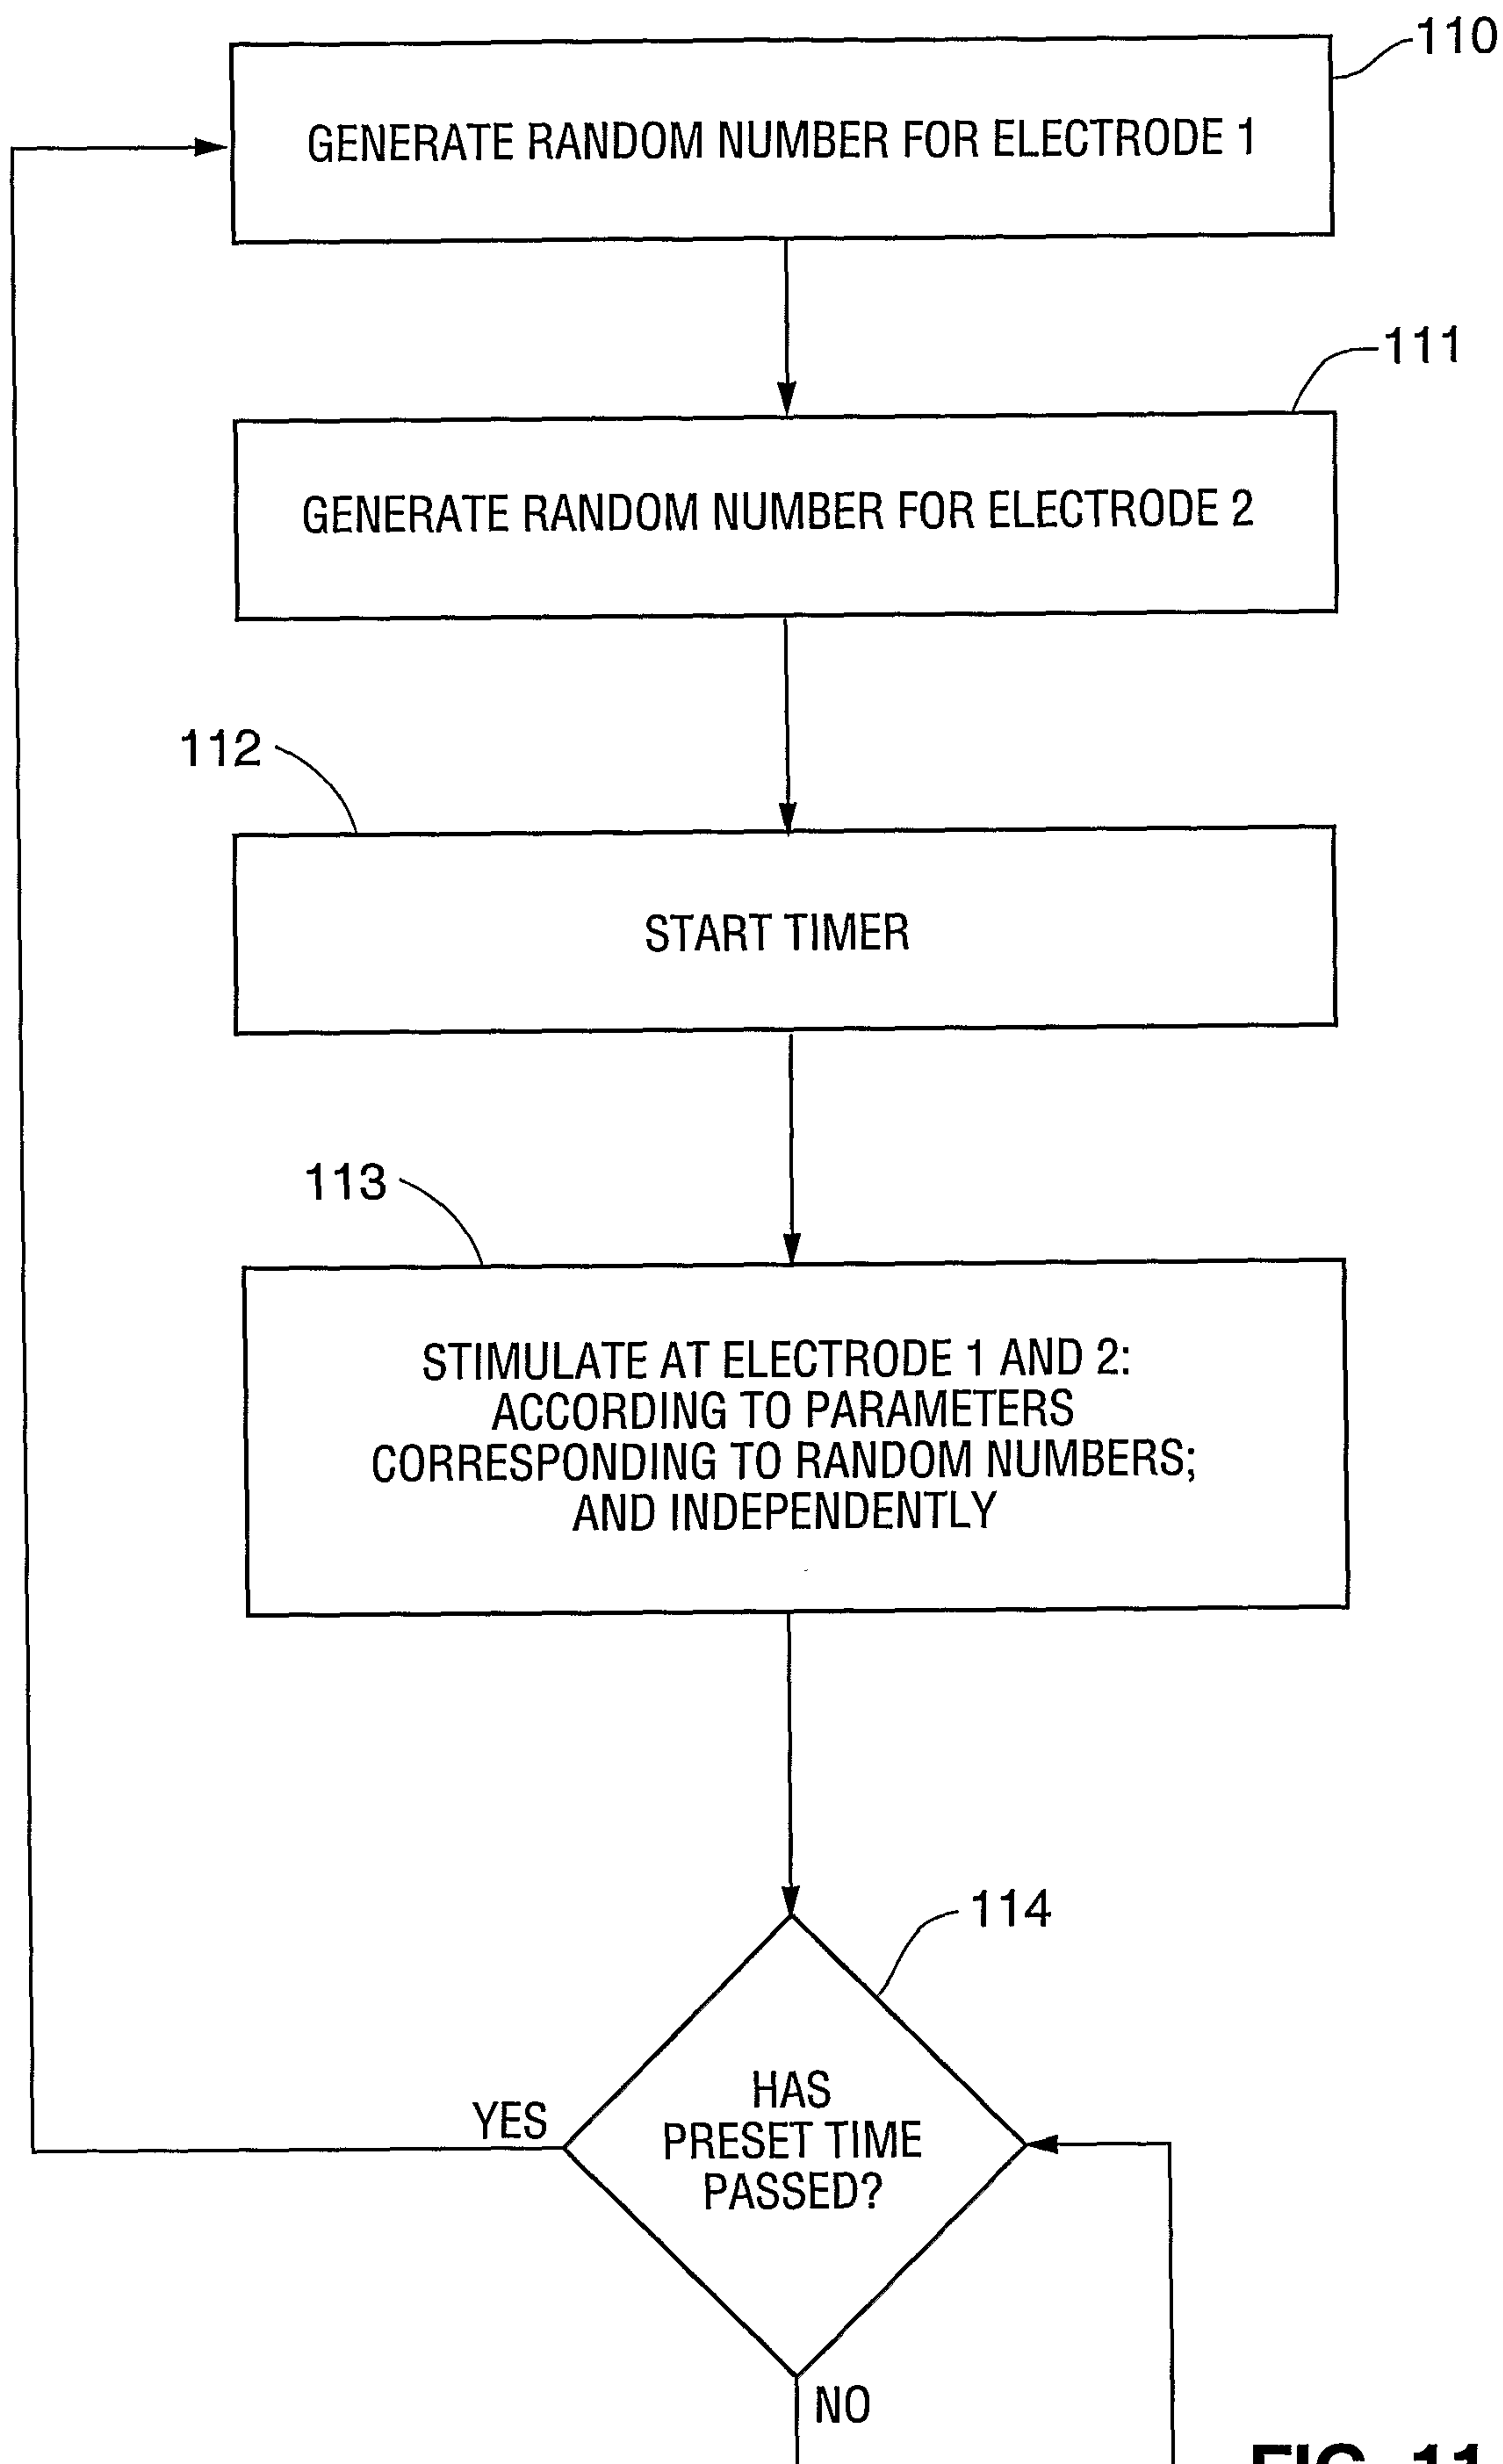 110
GENERATE RANDOM NUMBER FOR ELECTRODE 1
111
GENERATE RANDOM NUMBER FOR ELECTRODE 2
112
START TIMER
113
STIMULATE AT ELECTRODE 1 AND 2:
ACCORDING TO PARAMETERS
CORRESPONDING TO RANDOM NUMBERS;
AND INDEPENDENTLY
114
HAS
PRESET TIME
PASSED?
YES
NO
FIG. 11